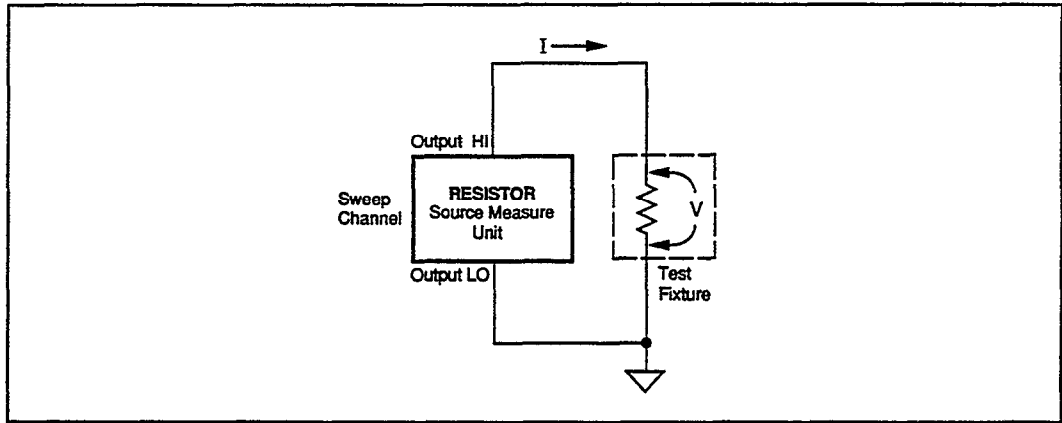 I
Output HI
RESISTOR
Source Measure
Unit
Sweep
Channel
V
Output LO
Test
Fixture